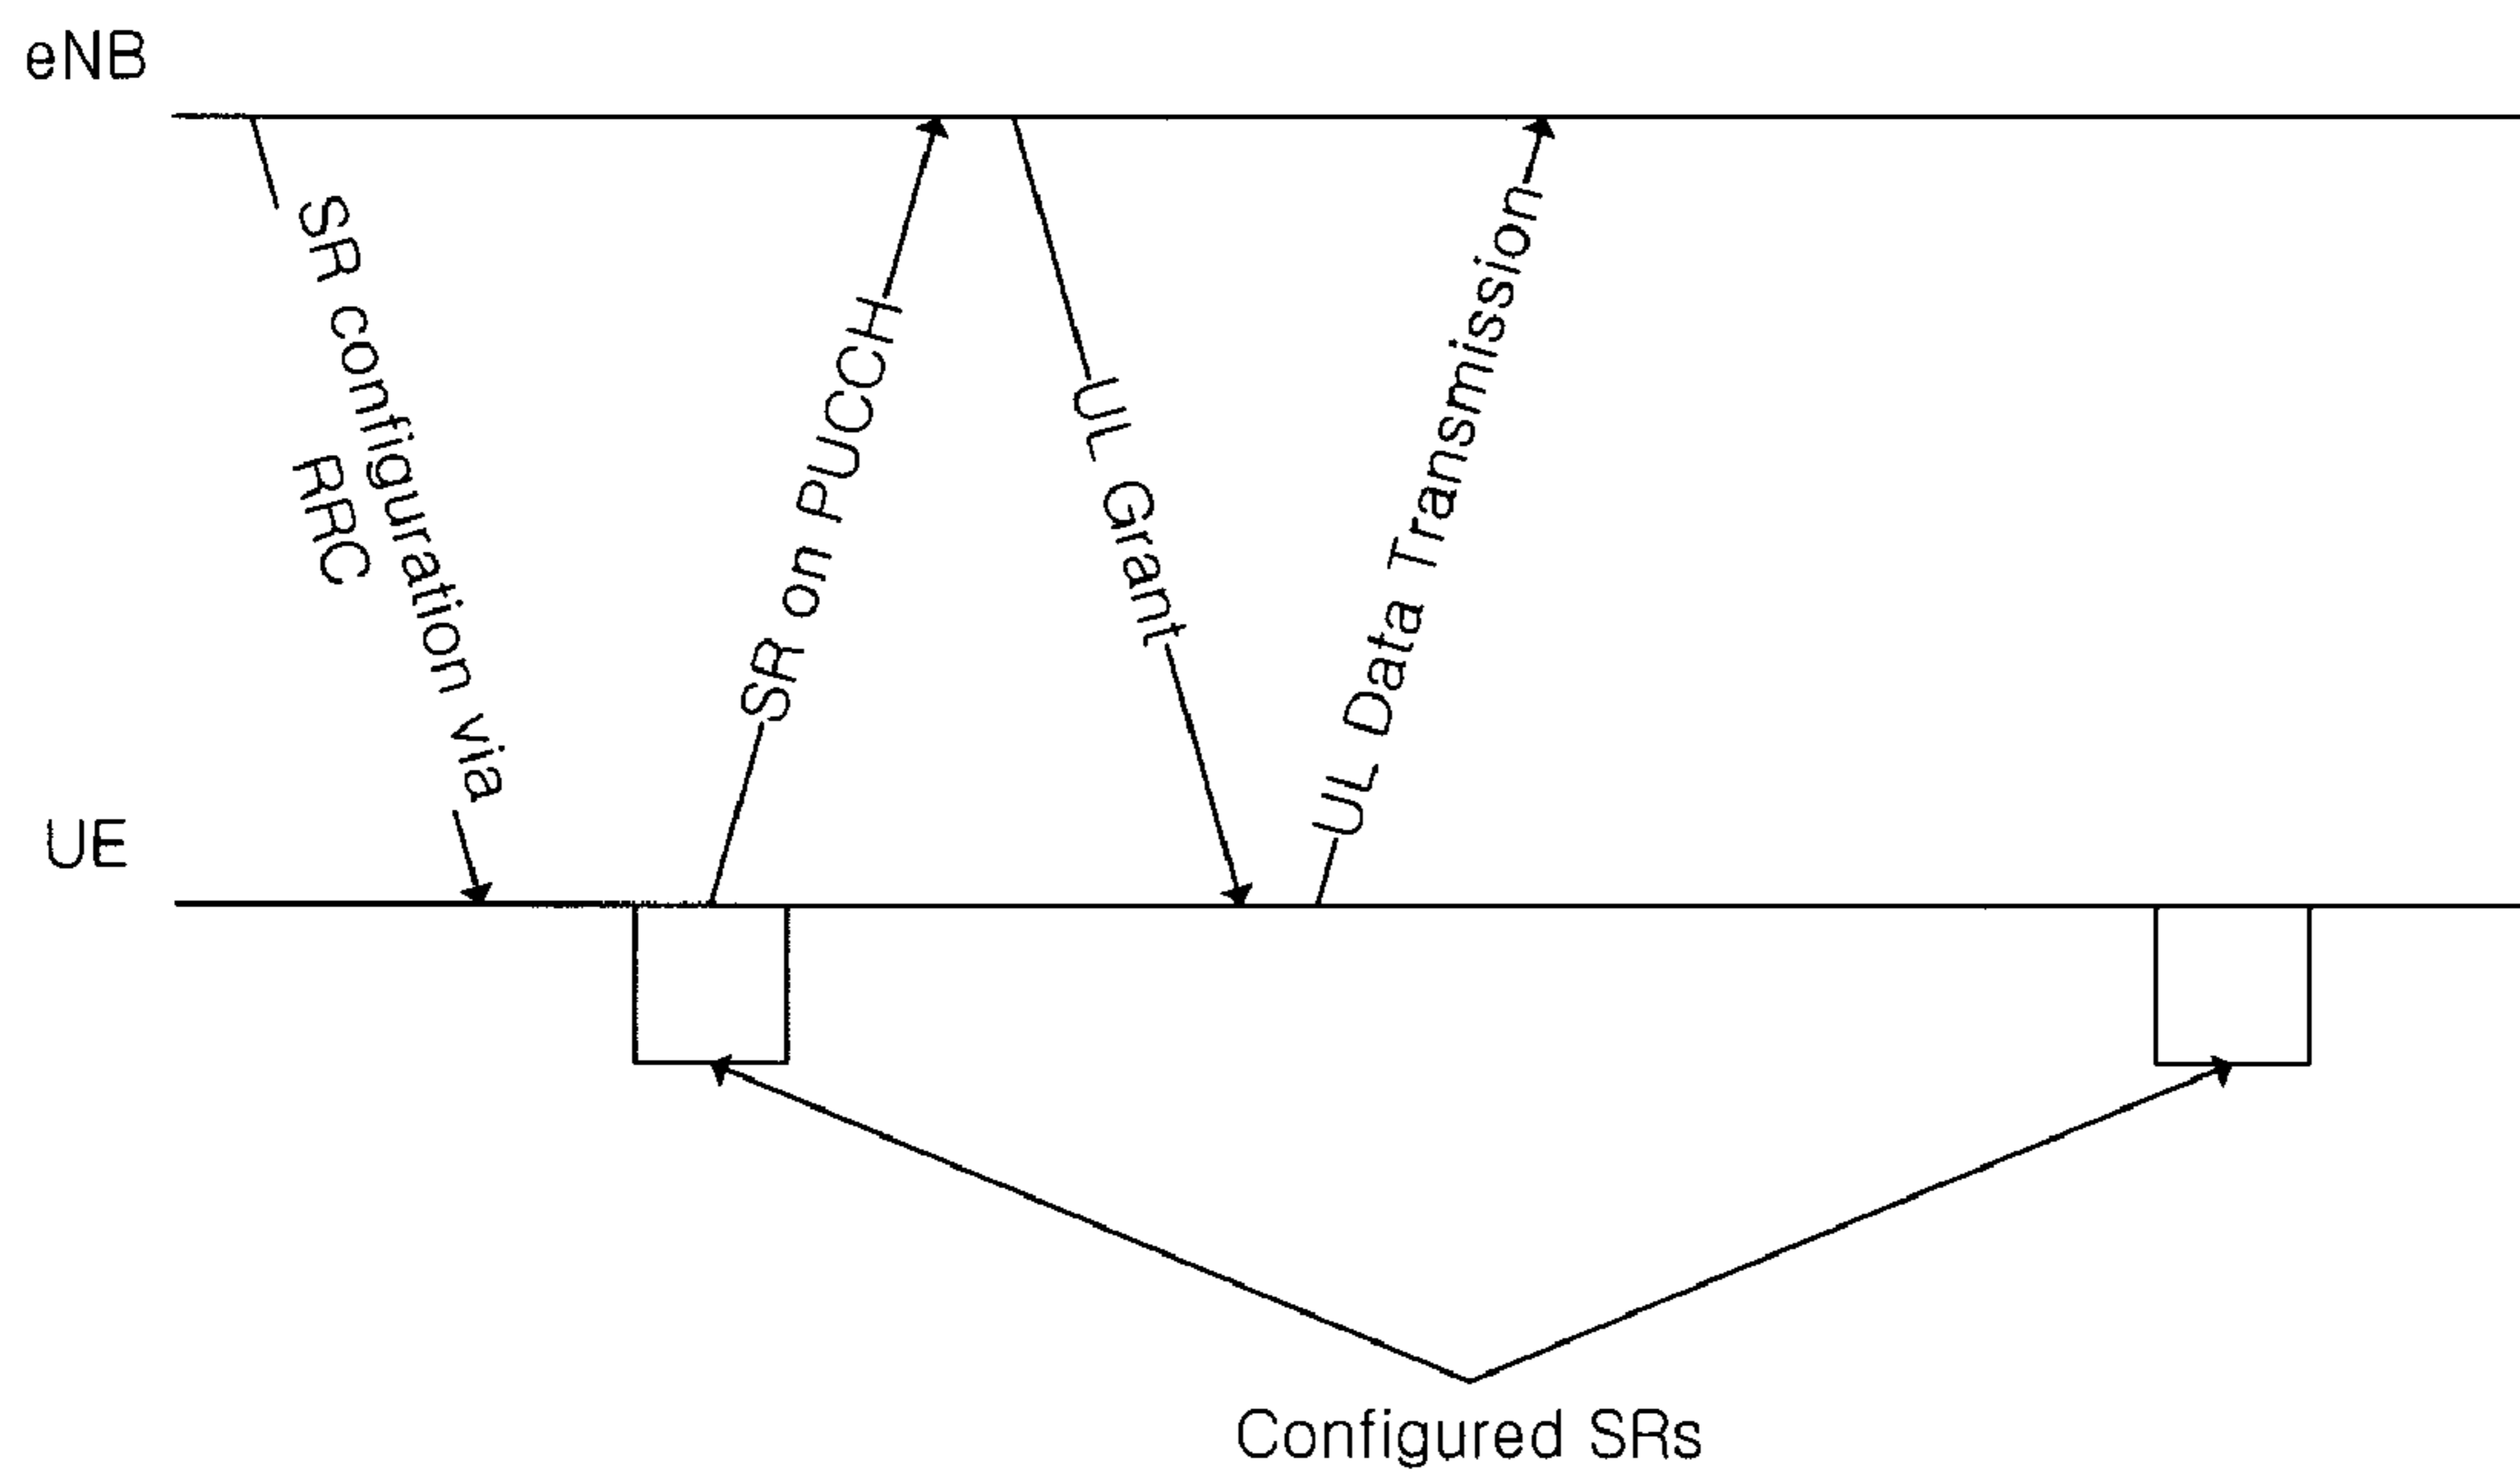 eNB
SR configuration via
RRC
SR on PUCCH
UL Grant
UL Data Transmission
UE
Configured SRs